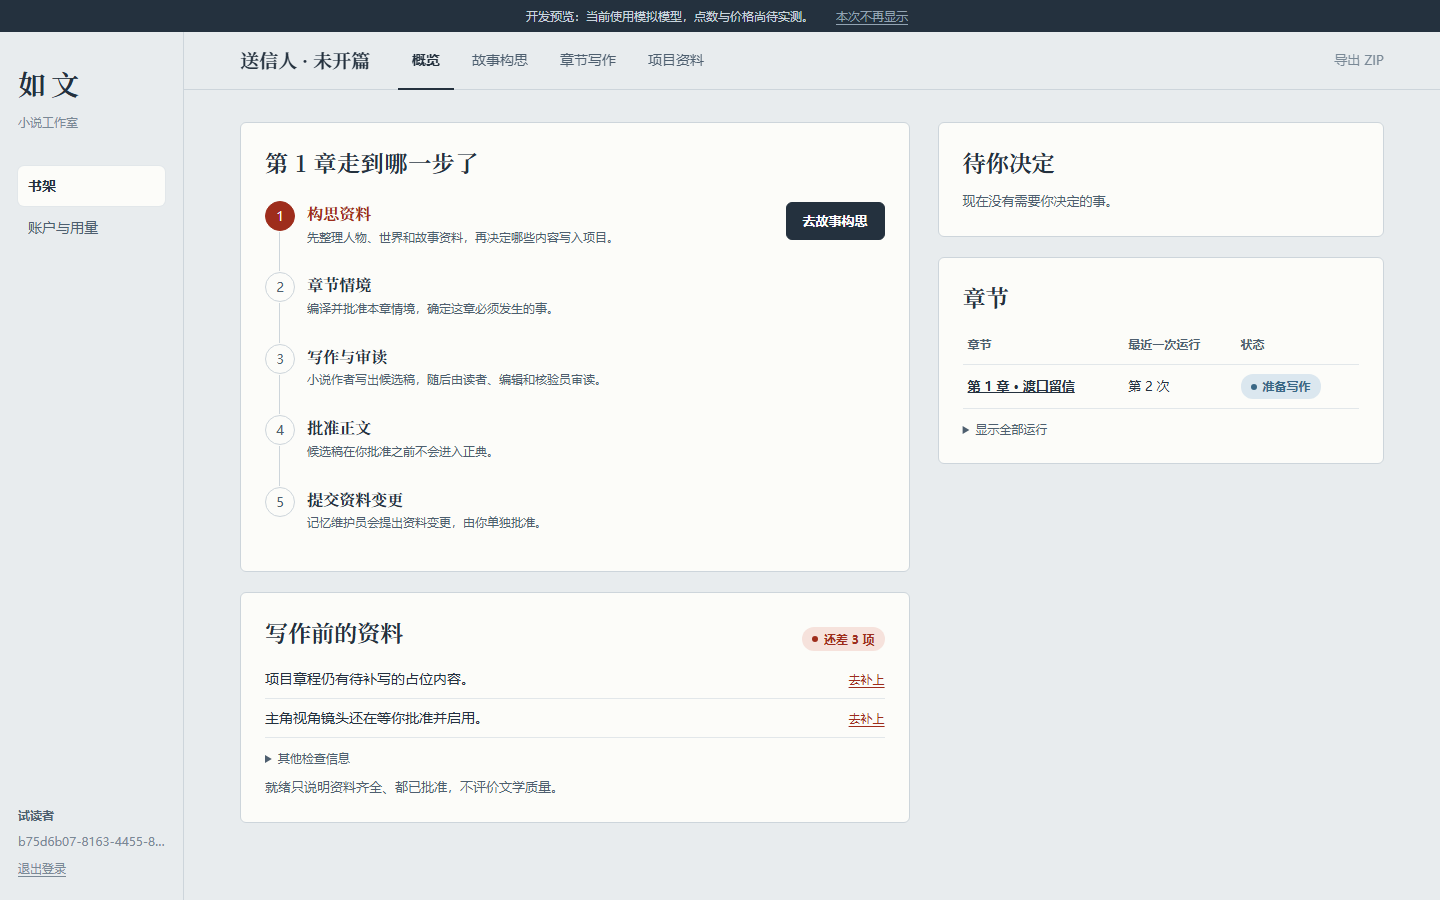 开发预览：当前使用模拟模型，点数与价格尚待实测。 本次不再显示
如文
小说工作室
书架
账户与用量
试读者
b75d6b07-8163-4455-8...
退出登录
送信人 · 未开篇 概览 故事构思 章节写作 项目资料 导出 ZIP
第 1 章走到哪一步了
1 构思资料
先整理人物、世界和故事资料，再决定哪些内容写入项目。
去故事构思
2 章节情境
编译并批准本章情境，确定这章必须发生的事。
3 写作与审读
小说作者写出候选稿，随后由读者、编辑和核验员审读。
4 批准正文
候选稿在你批准之前不会进入正典。
5 提交资料变更
记忆维护员会提出资料变更，由你单独批准。
写作前的资料
还差 3 项
项目章程仍有待补写的占位内容。 去补上
主角视角镜头还在等你批准并启用。 去补上
其他检查信息
就绪只说明资料齐全、都已批准，不评价文学质量。
待你决定
现在没有需要你决定的事。
章节
章节 最近一次运行 状态
第 1 章 · 渡口留信 第 2 次 准备写作
显示全部运行